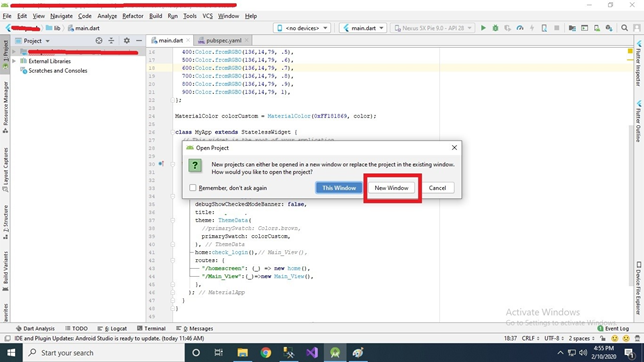 File Edit View Navigate Code Analyze Refactor Build Run Tools VCS Window Help
lib main.dart <no devices> main.dart Nexus 5X Pie 9.0 - API 28
Project main.dart pubspec.yaml
External Libraries
Scratches and Consoles
1: Project
Resource Manager
Layout Captures
Z: Structure
Build Variants
Favorites
16 400:Color.fromRGBO(136,14,79, .5),
17 500:Color.fromRGBO(136,14,79, .6),
18 600:Color.fromRGBO(136,14,79, .7),
19 700:Color.fromRGBO(136,14,79, .8),
20 800:Color.fromRGBO(136,14,79, .9),
21 900:Color.fromRGBO(136,14,79, 1),
22 };
23
24 MaterialColor colorCustom = MaterialColor(0xFF181869, color);
25
26 class MyApp extends StatelessWidget {
27 // This widget is the root of your application
Open Project
New projects can either be opened in a new window or replace the project in the existing window.
How would you like to open the project?
Remember, don't ask again
This Window New Window Cancel
debugShowCheckedModeBanner: false,
title:
theme: ThemeData(
//primarySwatch: Colors.brown,
primarySwatch: colorCustom,
), // ThemeData
home:check_login(),// Main_View(),
routes: {
"/homescreen": (_) => new home(),
"/Main_View":(_)=>new Main_View(),
},
); // MaterialApp
}
}
Flutter Inspector
Flutter Outline
Device File Explorer
Activate Windows
Go to Settings to activate Windows.
Dart Analysis TODO 6: Logcat Terminal 0: Messages Event Log
IDE and Plugin Updates: Android Studio is ready to update. (today 11:46 AM) 18:37 CRLF UTF-8 2 spaces
Start your search
4:55 PM
2/10/2020